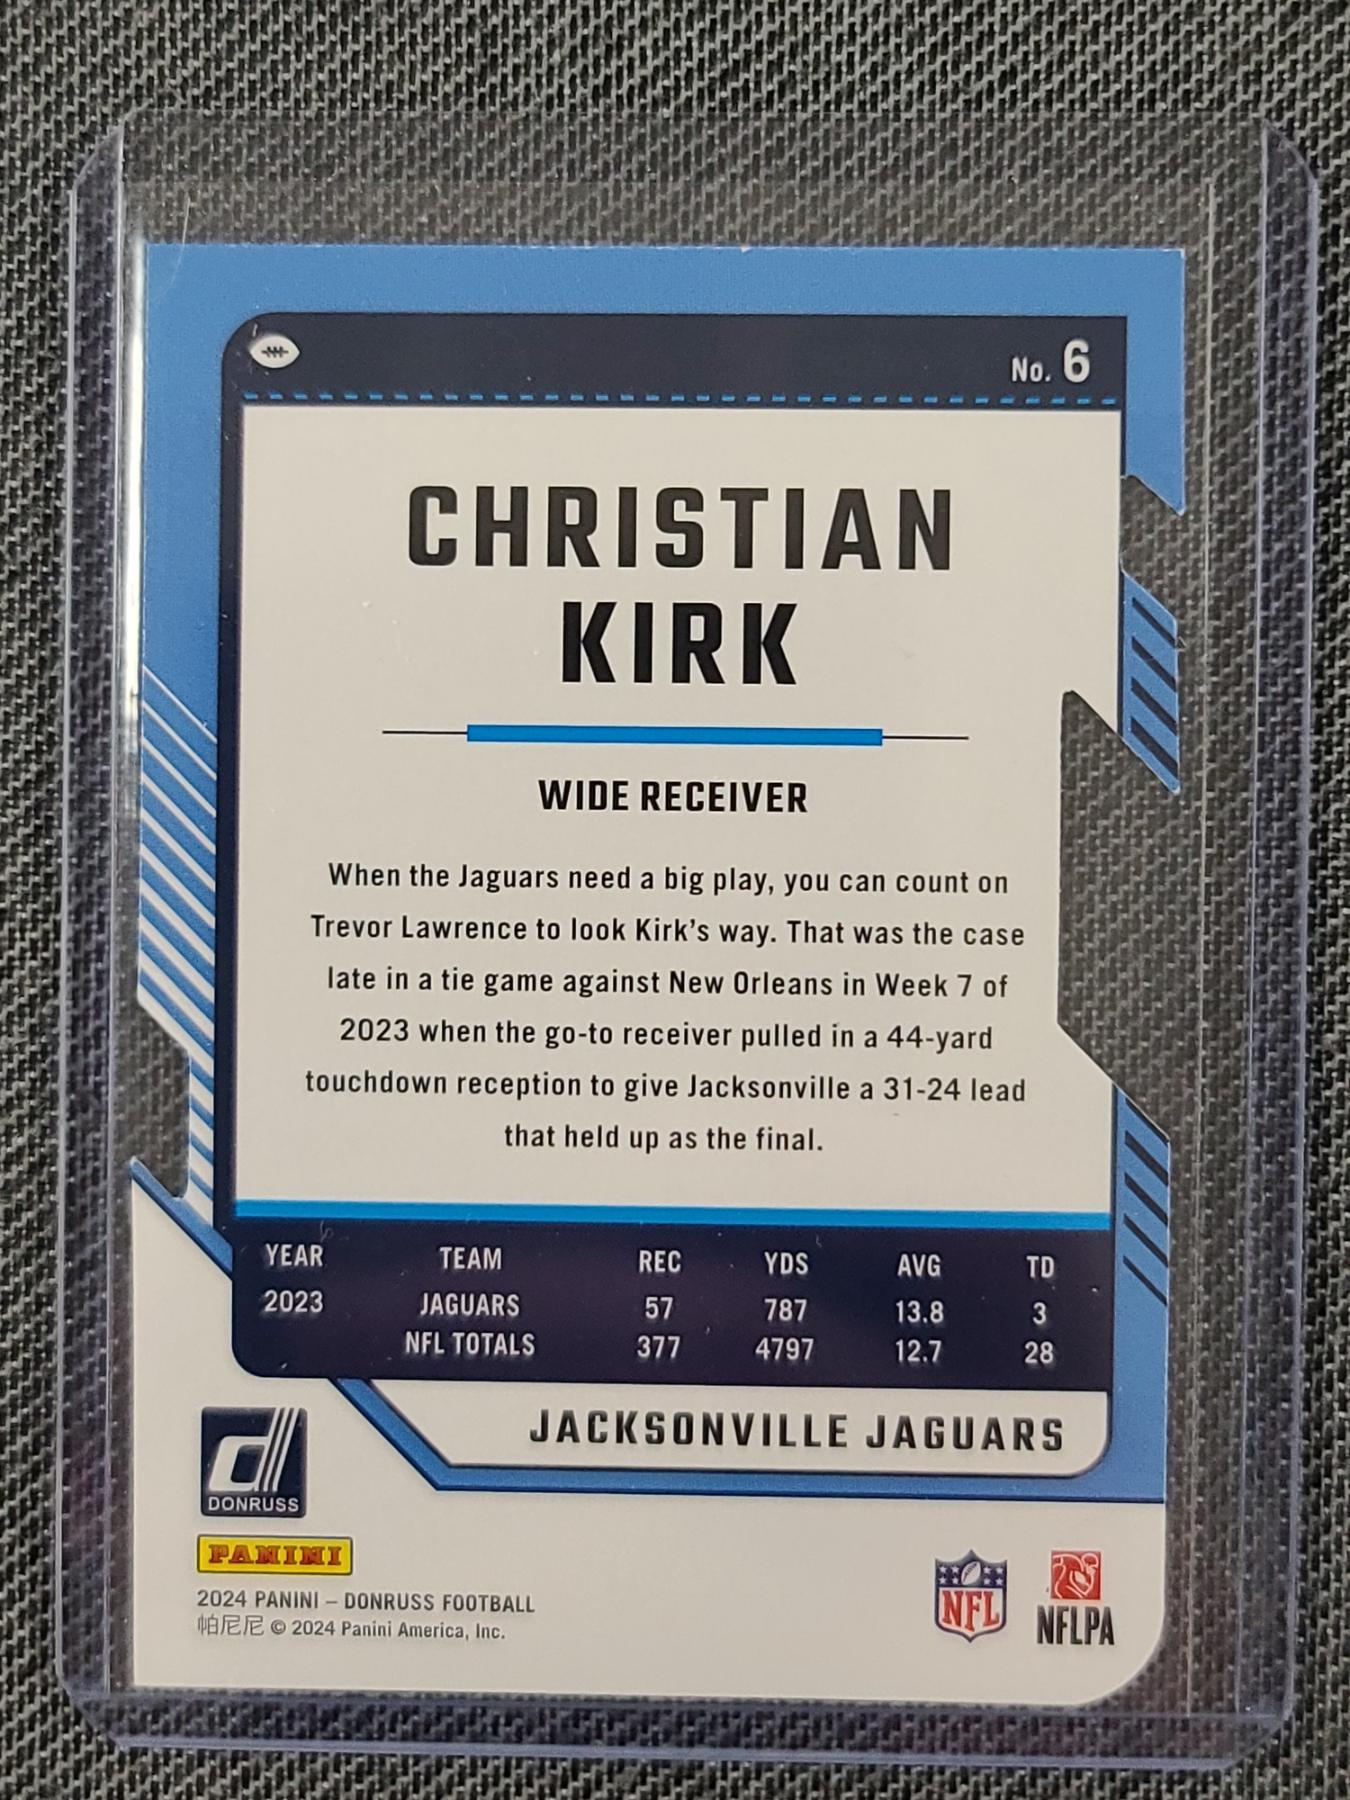 No. 6
CHRISTIAN
KIRK
WIDE RECEIVER
When the Jaguars need a big play, you can count on
Trevor Lawrence to look Kirk's way. That was the case
late in a tie game against New Orleans in Week 7 of
2023 when the go-to receiver pulled in a 44-yard
touchdown reception to give Jacksonville a 31-24 lead
that held up as the final.
YEAR TEAM REC YDS AVG TD
2023 JAGUARS 57 787 13.8 3
NFL TOTALS 377 4797 12.7 28
JACKSONVILLE JAGUARS
DONRUSS
PANINI
2024 PANINI – DONRUSS FOOTBALL
帕尼尼 © 2024 Panini America, Inc.
NFL
NFLPA